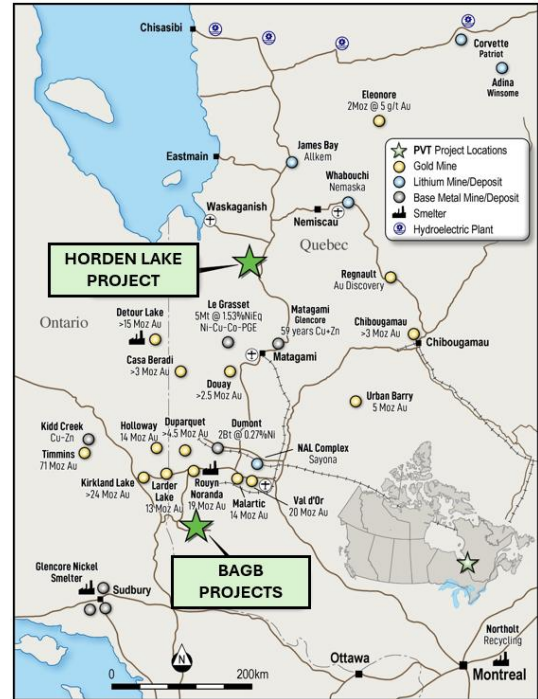 Chisasibi
Corvette
Patriot
Adina
Winsome
Eleonore
2Moz @ 5 g/t Au
PVT Project Locations
Gold Mine
Lithium Mine/Deposit
Base Metal Mine/Deposit
Smelter
Hydroelectric Plant
James Bay
Allkem
Eastmain
Whabouchi
Nemaska
Waskaganish
Nemiscau
Quebec
HORDEN LAKE
PROJECT
Regnault
Au Discovery
Ontario
Le Grasset
5Mt @ 1.53%NiEq
Ni-Cu-Co-PGE
Matagami
Glencore
59 years Cu+Zn
Detour Lake
>15 Moz Au
Chibougamau
>3 Moz Au
Chibougamau
Matagami
Casa Beradi
>3 Moz Au
Douay
>2.5 Moz Au
Urban Barry
5 Moz Au
Kidd Creek
Cu-Zn
Timmins
71 Moz Au
Holloway
14 Moz Au
Duparquet
>4.5 Moz Au
Dumont
2Bt @ 0.27%Ni
NAL Complex
Sayona
Kirkland Lake
>24 Moz Au
Larder
Lake
13 Moz Au
Rouyn
Noranda
19 Moz Au
Malartic
14 Moz Au
Val d'Or
20 Moz Au
BAGB
PROJECTS
Glencore Nickel
Smelter
Sudbury
Northolt
Recycling
N
0
200km
Ottawa
Montreal